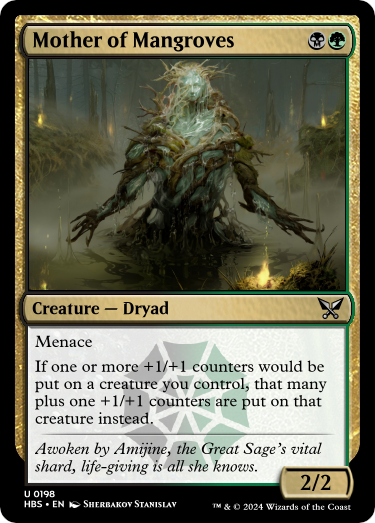 Mother of Mangroves
Creature — Dryad
Menace
If one or more +1/+1 counters would be
put on a creature you control, that many
plus one +1/+1 counters are put on that
creature instead.
Awoken by Amijine, the Great Sage's vital
shard, life-giving is all she knows.
2/2
U 0198
HBS • EN Sherbakov Stanislav
™ & © 2024 Wizards of the Coast